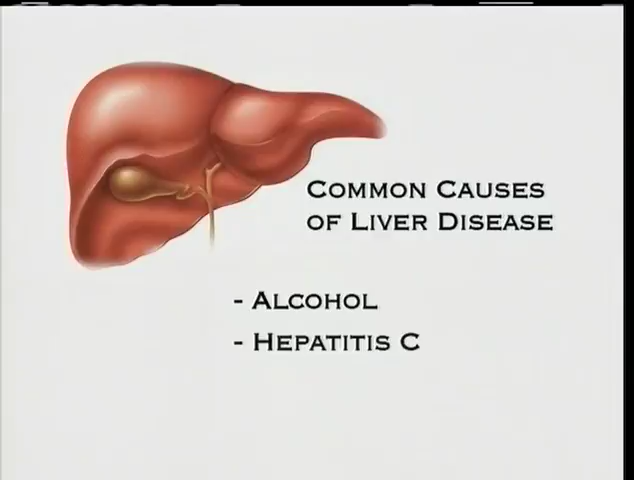 COMMON CAUSES
OF LIVER DISEASE
- ALCOHOL
- HEPATITIS C